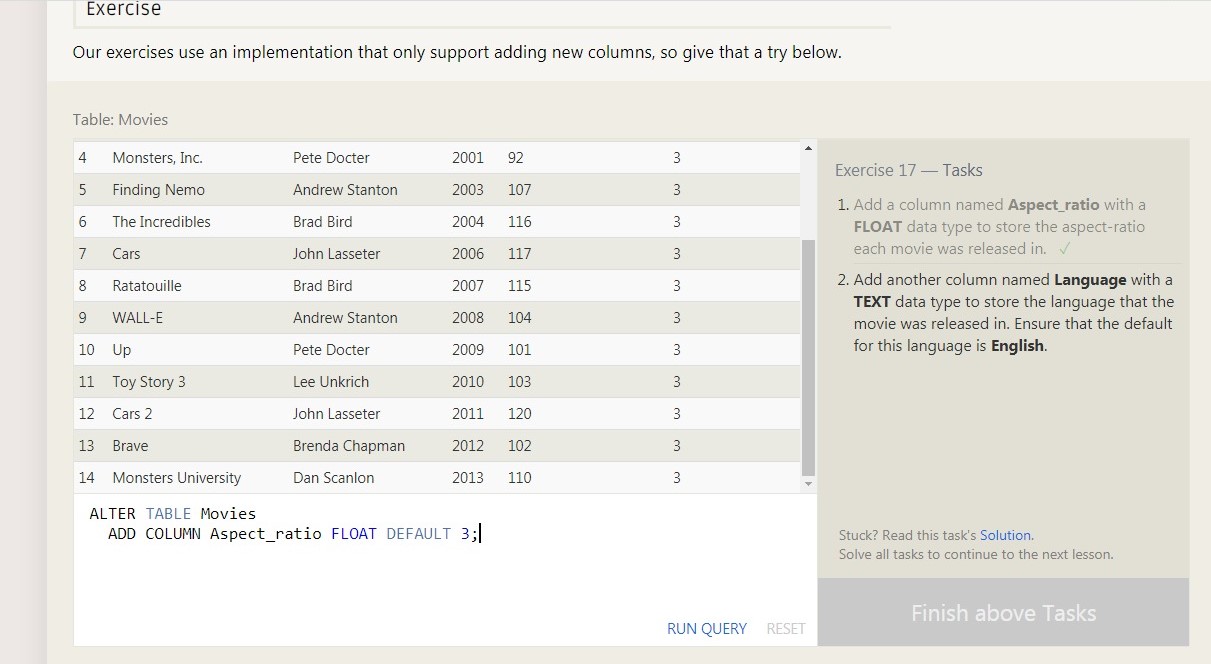 Exercise
Our exercises use an implementation that only support adding new columns, so give that a try below.
Table: Movies
4 Monsters, Inc. Pete Docter 2001 92 3
5 Finding Nemo Andrew Stanton 2003 107 3
6 The Incredibles Brad Bird 2004 116 3
7 Cars John Lasseter 2006 117 3
8 Ratatouille Brad Bird 2007 115 3
9 WALL-E Andrew Stanton 2008 104 3
10 Up Pete Docter 2009 101 3
11 Toy Story 3 Lee Unkrich 2010 103 3
12 Cars 2 John Lasseter 2011 120 3
13 Brave Brenda Chapman 2012 102 3
14 Monsters University Dan Scanlon 2013 110 3
ALTER TABLE Movies
ADD COLUMN Aspect_ratio FLOAT DEFAULT 3;
RUN QUERY RESET
Exercise 17 — Tasks
1. Add a column named Aspect_ratio with a
FLOAT data type to store the aspect-ratio
each movie was released in. ✓
2. Add another column named Language with a
TEXT data type to store the language that the
movie was released in. Ensure that the default
for this language is English.
Stuck? Read this task's Solution.
Solve all tasks to continue to the next lesson.
Finish above Tasks